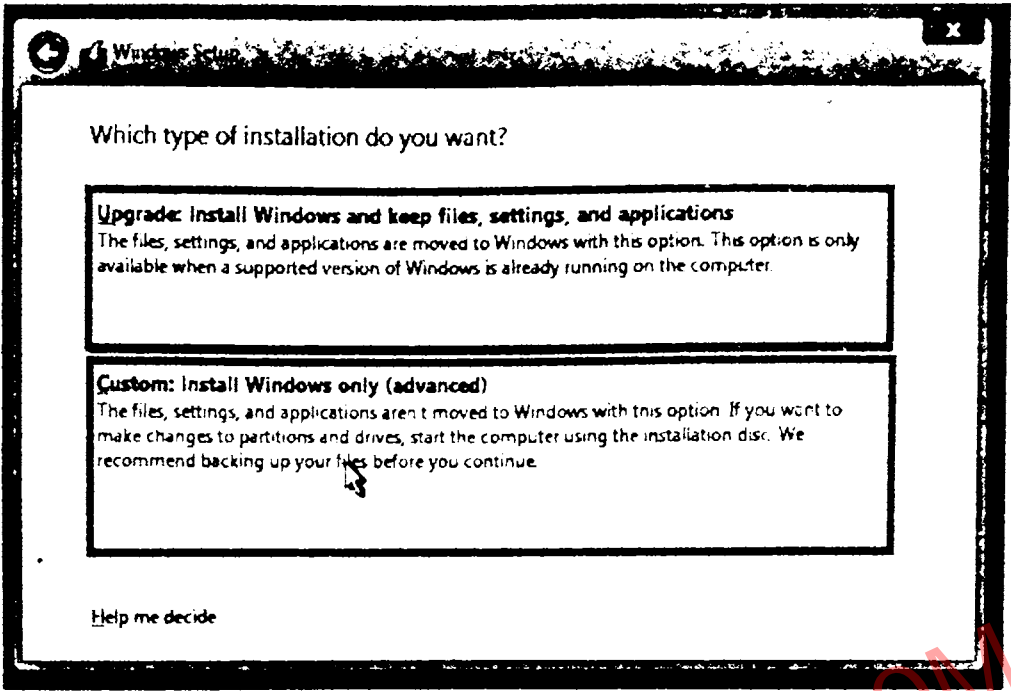 Windows Setup
Which type of installation do you want?
Upgrade: Install Windows and keep files, settings, and applications
The files, settings, and applications are moved to Windows with this option. This option is only
available when a supported version of Windows is already running on the computer.
Custom: Install Windows only (advanced)
The files, settings, and applications aren't moved to Windows with this option. If you want to
make changes to partitions and drives, start the computer using the installation disc. We
recommend backing up your files before you continue.
Help me decide